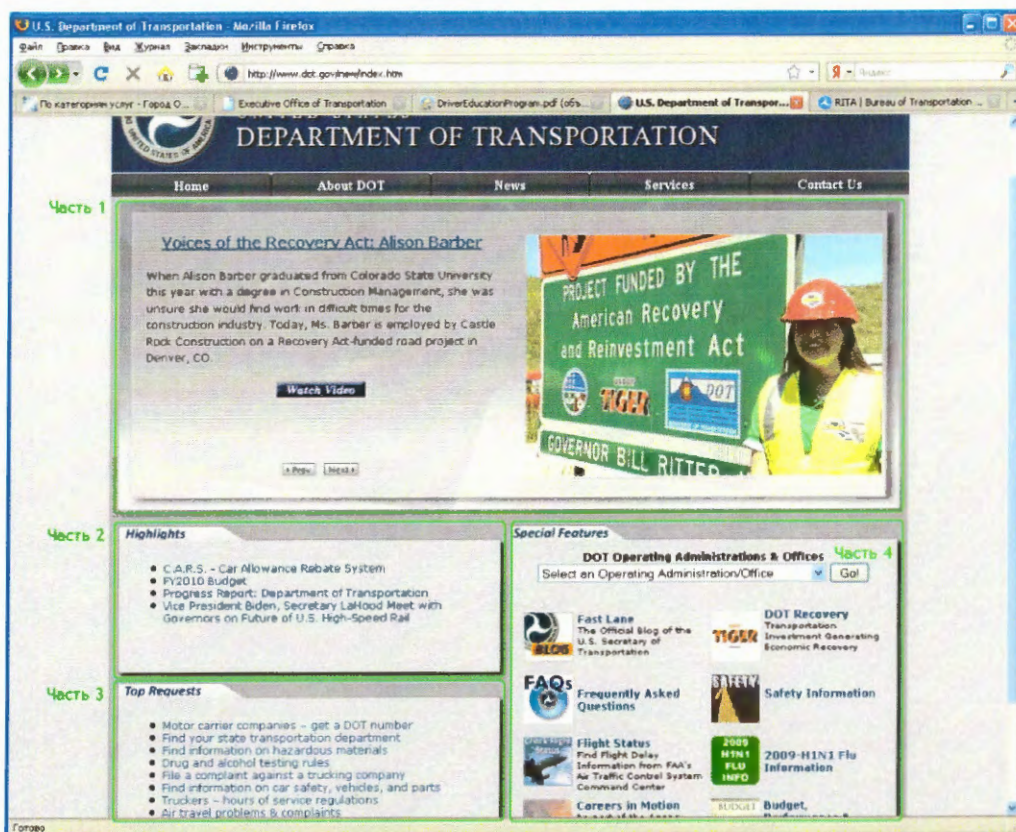 U.S. Department of Transportation - Mozilla Firefox
Файл Правка Вид Журнал Закладки Инструменты Справка
http://www.dot.gov/new/index.htm
Яндекс
По категориям услуг - Город О...
Executive Office of Transportation
DriverEducationProgram.pdf (объ...
U.S. Department of Transpor...
RITA | Bureau of Transportation ...
STATES OF AMERICA
DEPARTMENT OF TRANSPORTATION
Home About DOT News Services Contact Us
Часть 1
Voices of the Recovery Act: Alison Barber
When Alison Barber graduated from Colorado State University
this year with a degree in Construction Management, she was
unsure she would find work in difficult times for the
construction industry. Today, Ms. Barber is employed by Castle
Rock Construction on a Recovery Act-funded road project in
Denver, CO.
Watch Video
Prev Next
PROJECT FUNDED BY THE
American Recovery
and Reinvestment Act
TIGER
DOT
GOVERNOR BILL RITTER
Часть 2
Highlights
C.A.R.S. - Car Allowance Rebate System
FY2010 Budget
Progress Report: Department of Transportation
Vice President Biden, Secretary LaHood Meet with
Governors on Future of U.S. High-Speed Rail
Часть 3
Top Requests
Motor carrier companies – get a DOT number
Find your state transportation department
Find information on hazardous materials
Drug and alcohol testing rules
File a complaint against a trucking company
Find information on car safety, vehicles, and parts
Truckers – hours of service regulations
Air travel problems & complaints
Special Features
DOT Operating Administrations & Offices
Часть 4
Select an Operating Administration/Office
Go!
BLOG
Fast Lane
The Official Blog of the
U.S. Secretary of
Transportation
TIGER
DOT Recovery
Transportation
Investment Generating
Economic Recovery
FAQs
Frequently Asked
Questions
SAFETY
Safety Information
Flight Status
Find Flight Delay
Information from FAA's
Air Traffic Control System
Command Center
2009
H1N1
FLU
INFO
2009-H1N1 Flu
Information
Careers in Motion
BUDGET
Budget,
Готово